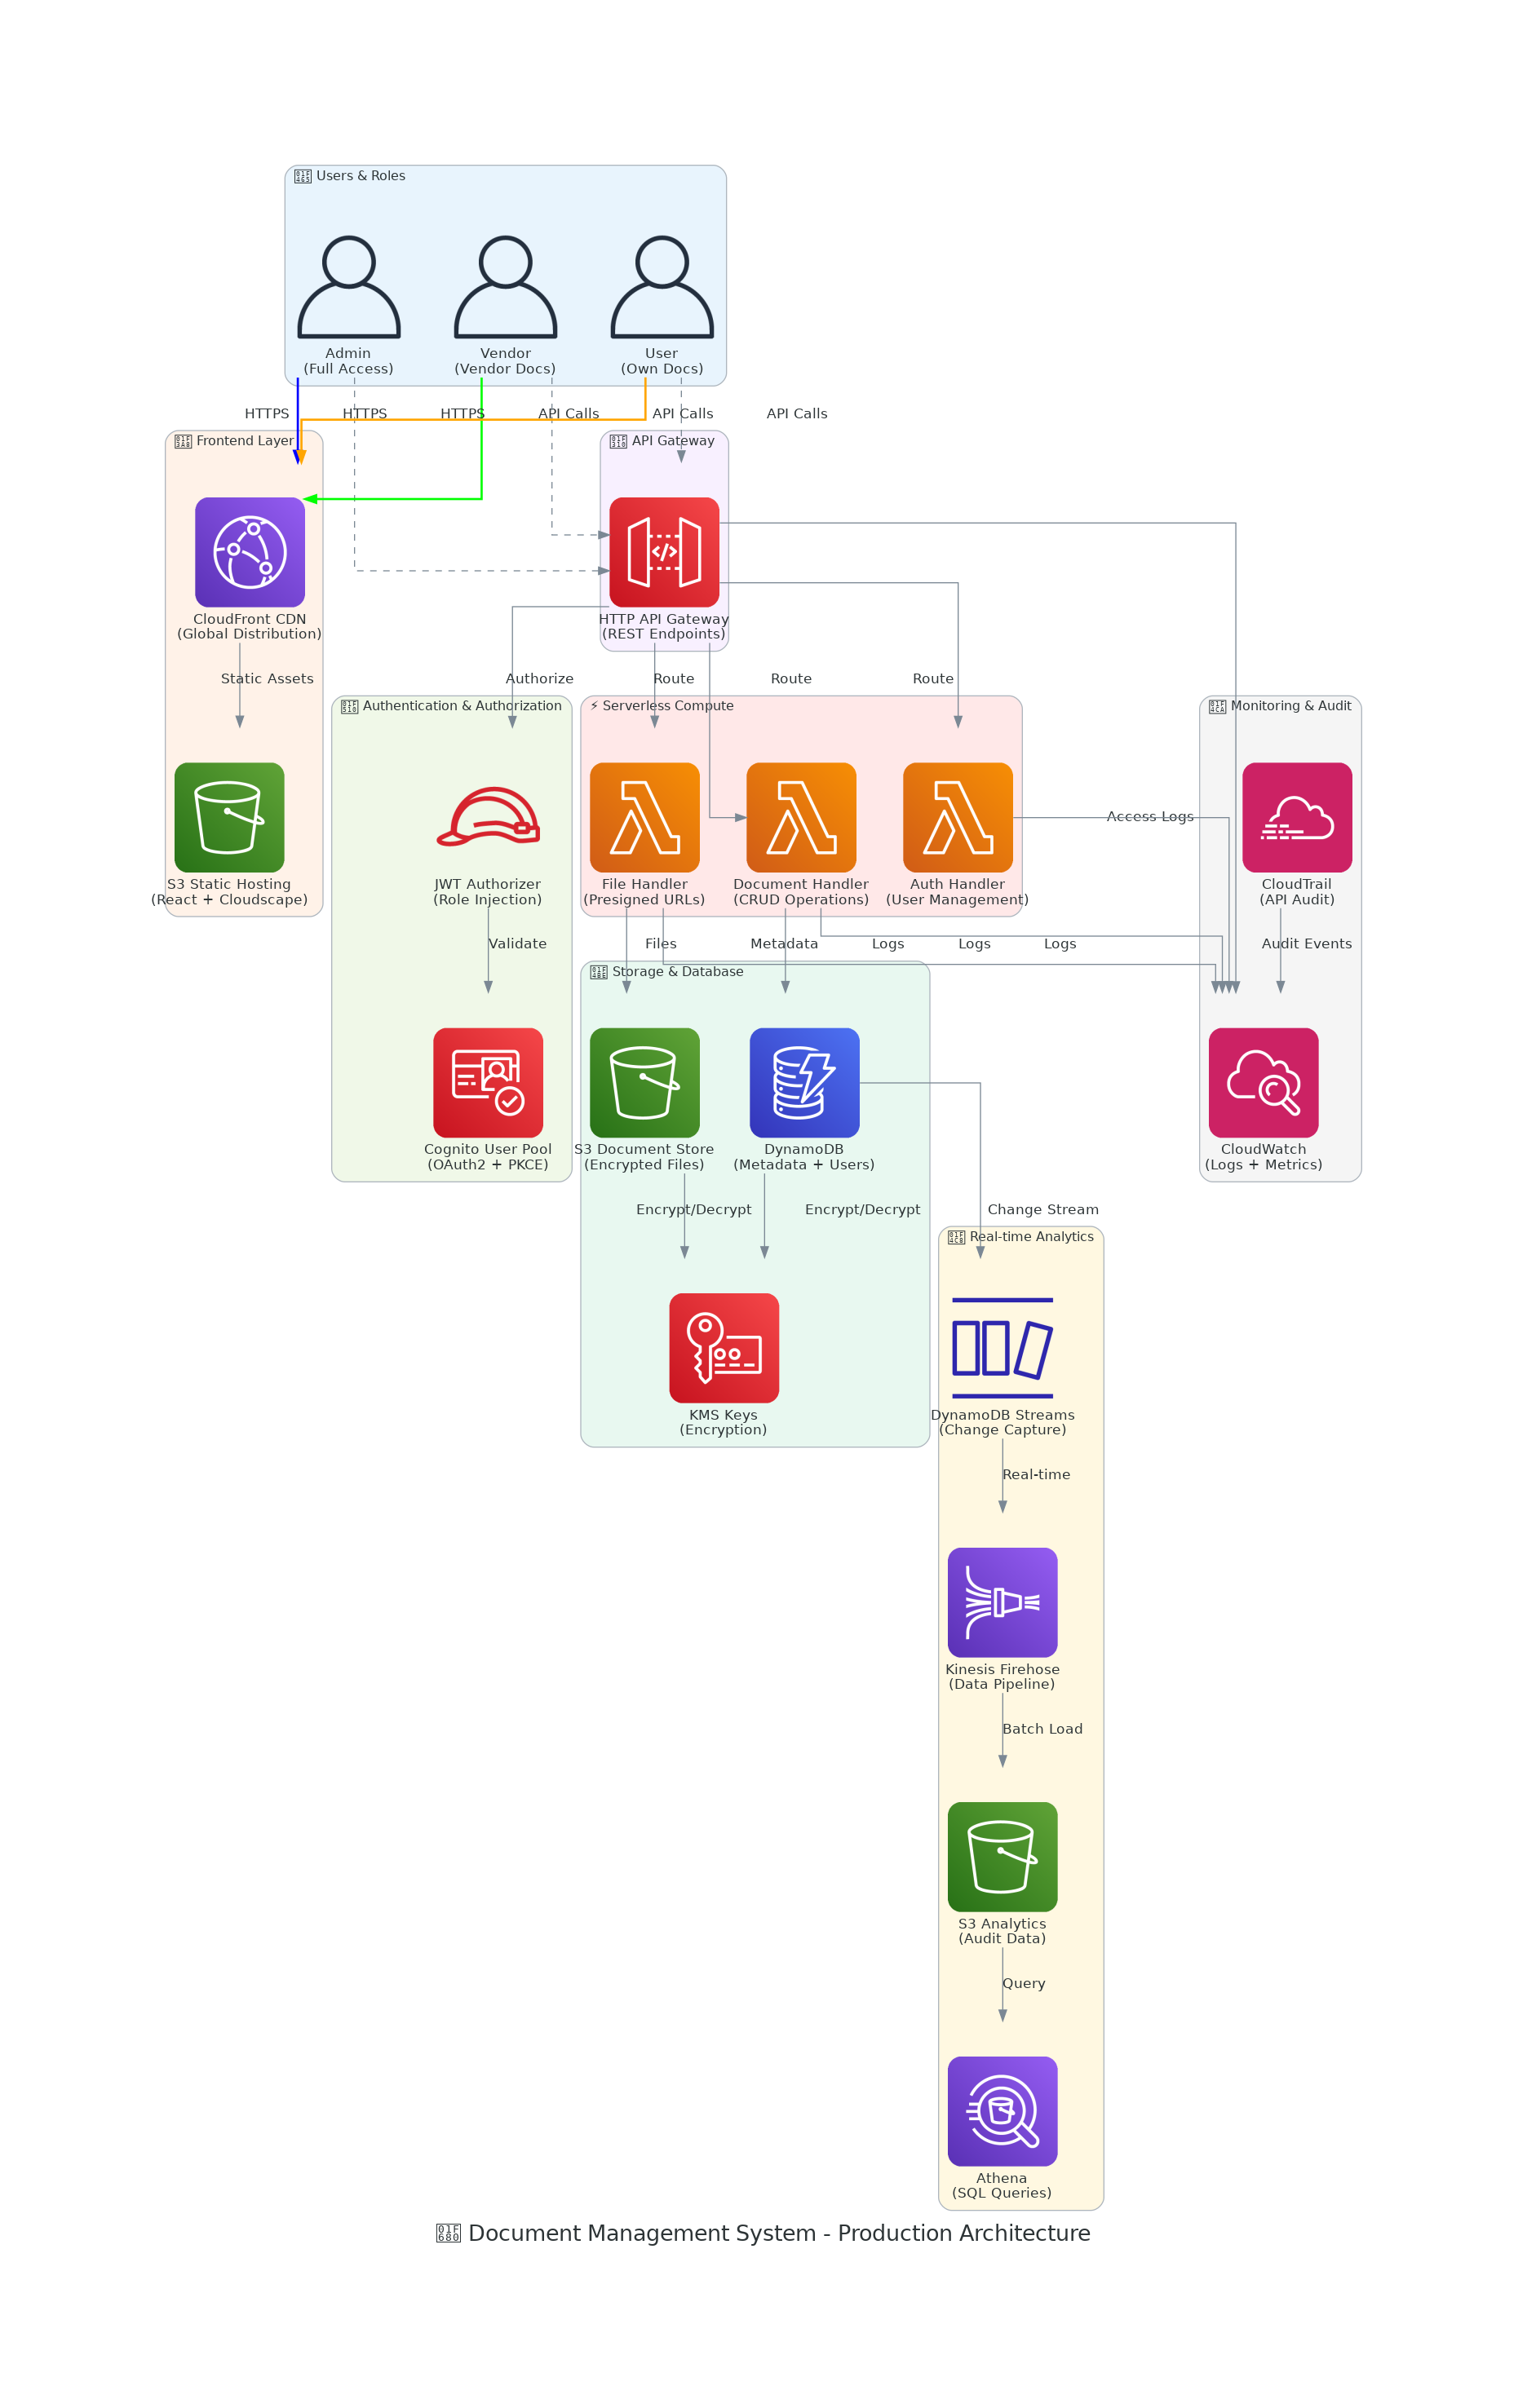 Users & Roles
Admin
(Full Access)
Vendor
(Vendor Docs)
User
(Own Docs)
HTTPS
HTTPS
HTTPS
API Calls
API Calls
API Calls
Frontend Layer
API Gateway
CloudFront CDN
(Global Distribution)
HTTP API Gateway
(REST Endpoints)
Static Assets
Authorize
Route
Route
Route
Authentication & Authorization
⚡ Serverless Compute
Monitoring & Audit
Access Logs
S3 Static Hosting
(React + Cloudscape)
JWT Authorizer
(Role Injection)
File Handler
(Presigned URLs)
Document Handler
(CRUD Operations)
Auth Handler
(User Management)
CloudTrail
(API Audit)
Validate
Files
Metadata
Logs
Logs
Logs
Audit Events
Storage & Database
Cognito User Pool
(OAuth2 + PKCE)
S3 Document Store
(Encrypted Files)
DynamoDB
(Metadata + Users)
CloudWatch
(Logs + Metrics)
Encrypt/Decrypt
Encrypt/Decrypt
Change Stream
Real-time Analytics
KMS Keys
(Encryption)
DynamoDB Streams
(Change Capture)
Real-time
Kinesis Firehose
(Data Pipeline)
Batch Load
S3 Analytics
(Audit Data)
Query
Athena
(SQL Queries)
Document Management System - Production Architecture